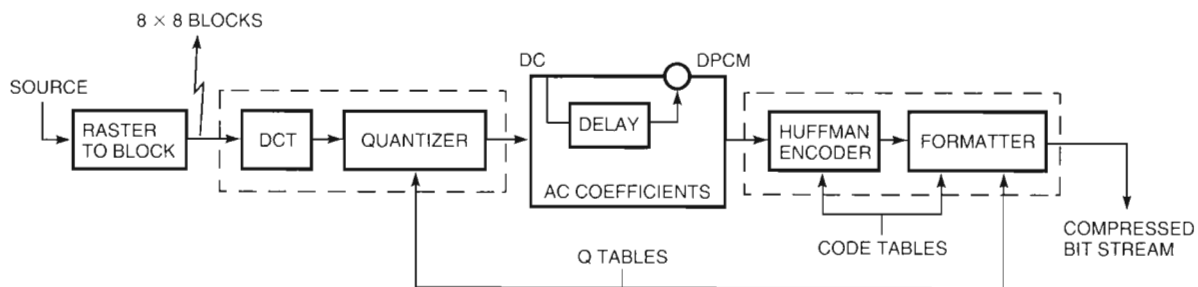 8 × 8 BLOCKS
SOURCE
RASTER
TO BLOCK
DCT
QUANTIZER
DC
DPCM
DELAY
AC COEFFICIENTS
HUFFMAN
ENCODER
FORMATTER
CODE TABLES
Q TABLES
COMPRESSED
BIT STREAM